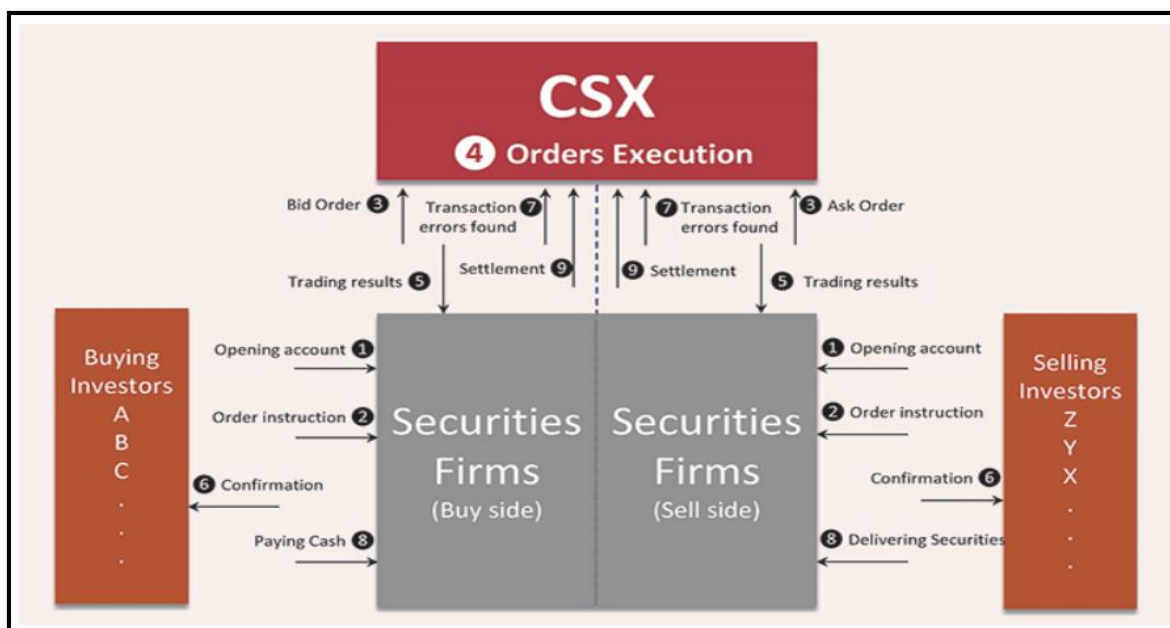 CSX
4 Orders Execution
Bid Order 3
Transaction 7
errors found
7 Transaction
errors found
3 Ask Order
Settlement 9
9 Settlement
Trading results 5
5 Trading results
Buying
Investors
A
B
C
.
.
.
Opening account 1
Order instruction 2
6 Confirmation
Paying Cash 8
Securities
Firms
(Buy side)
Securities
Firms
(Sell side)
1 Opening account
2 Order instruction
Confirmation 6
8 Delivering Securities
Selling
Investors
Z
Y
X
.
.
.